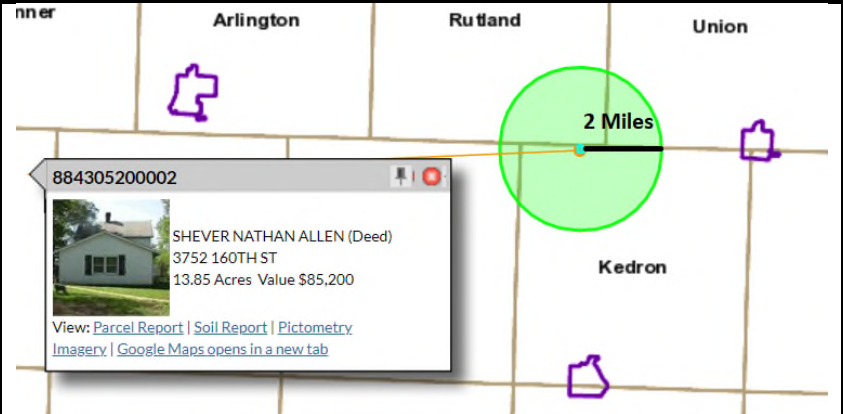 nner
Arlington
Rutland
Union
2 Miles
884305200002
SHEVER NATHAN ALLEN (Deed)
3752 160TH ST
13.85 Acres Value $85,200
View: Parcel Report | Soil Report | Pictometry
Imagery | Google Maps opens in a new tab
Kedron